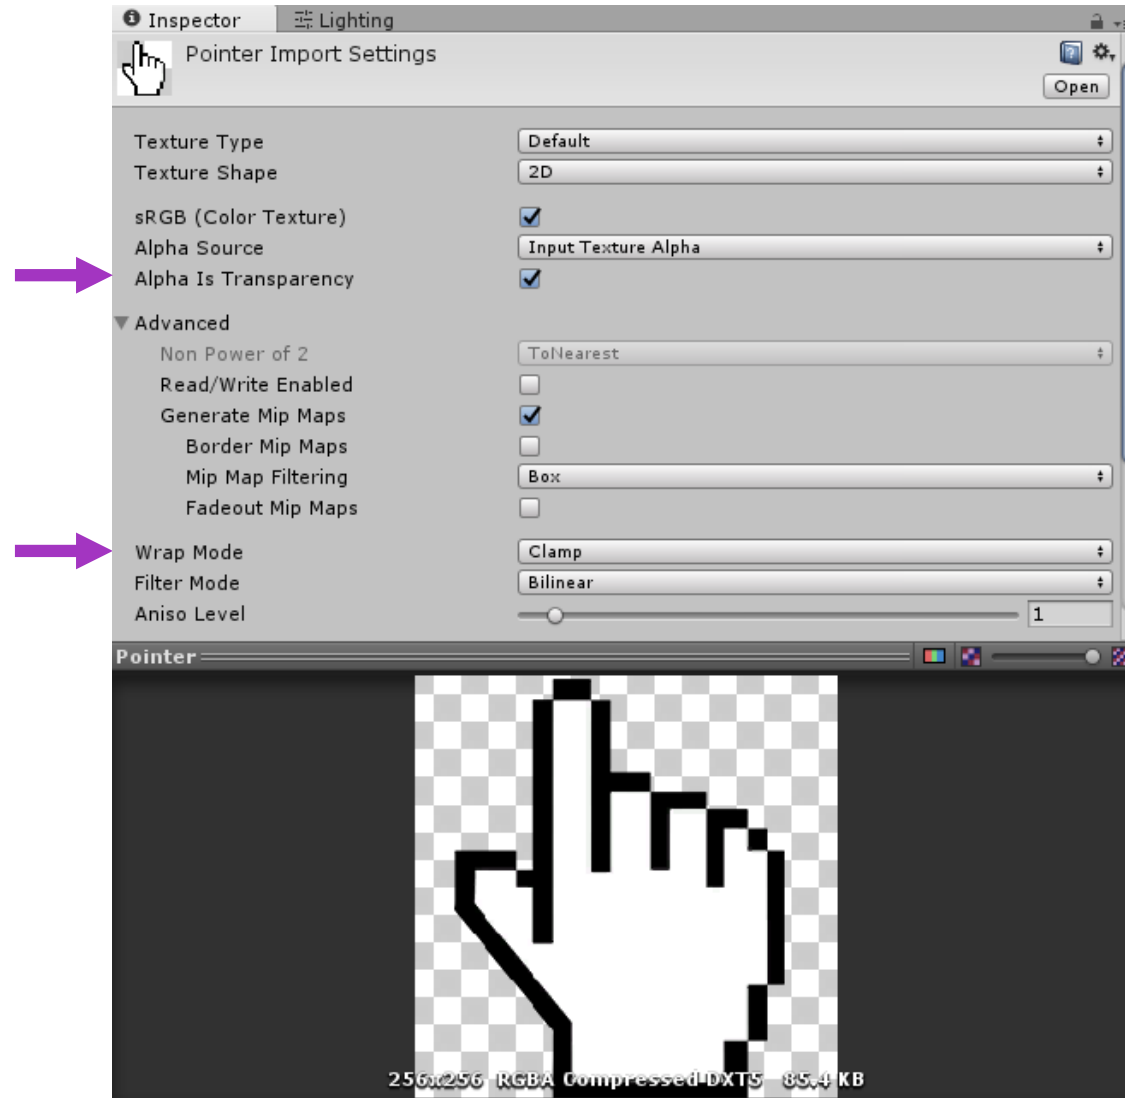 Inspector
Lighting
Pointer Import Settings
Open
Texture Type
Default
Texture Shape
2D
sRGB (Color Texture)
Alpha Source
Input Texture Alpha
Alpha Is Transparency
Advanced
Non Power of 2
ToNearest
Read/Write Enabled
Generate Mip Maps
Border Mip Maps
Mip Map Filtering
Box
Fadeout Mip Maps
Wrap Mode
Clamp
Filter Mode
Bilinear
Aniso Level
1
Pointer
256x256 RGBA Compressed DXT5 85.4 KB